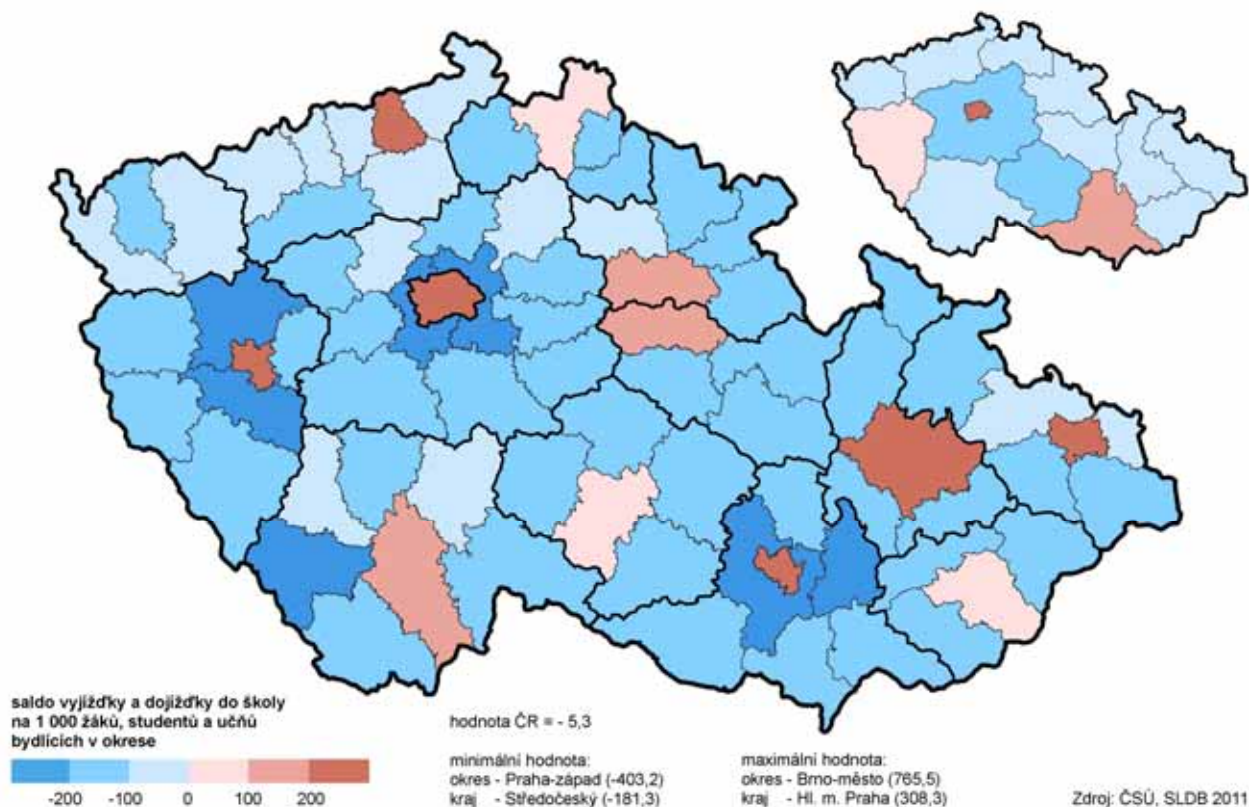 saldo vyjížďky a dojížďky do školy
na 1 000 žáků, studentů a učňů
bydlících v okrese
-200 -100 0 100 200
hodnota ČR = - 5,3
minimální hodnota:
okres - Praha-západ (-403,2)
kraj - Středočeský (-181,3)
maximální hodnota:
okres - Brno-město (765,5)
kraj - Hl. m. Praha (308,3)
Zdroj: ČSÚ, SLDB 2011